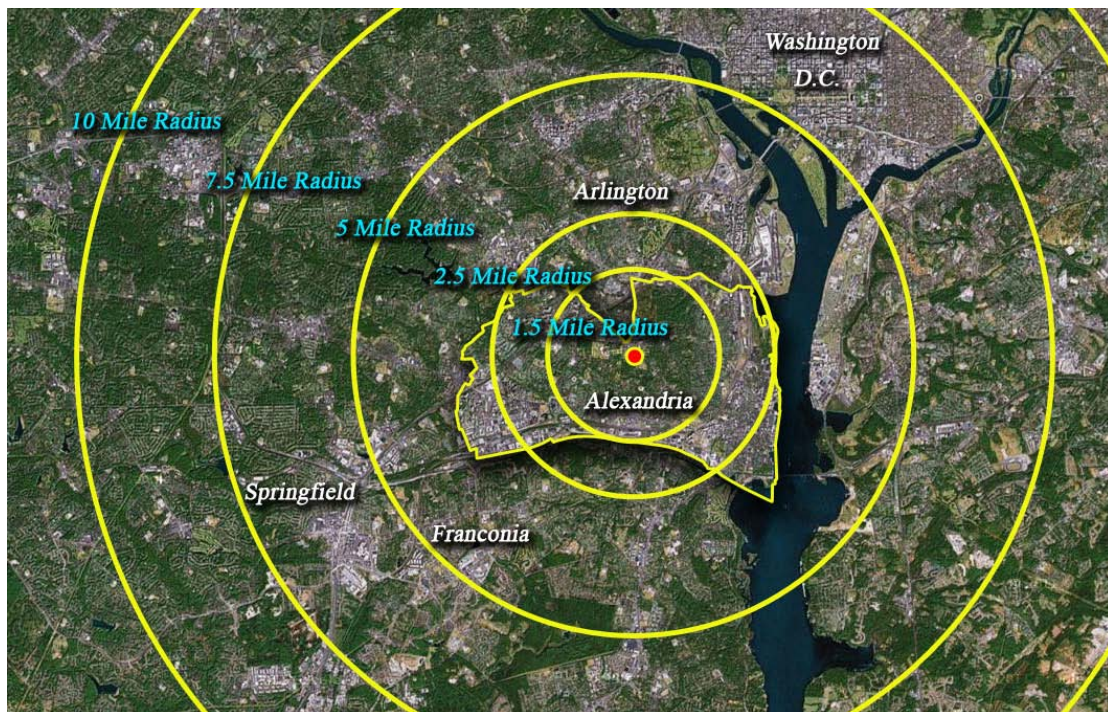 Washington
D.C.
10 Mile Radius
7.5 Mile Radius
Arlington
5 Mile Radius
2.5 Mile Radius
1.5 Mile Radius
Alexandria
Springfield
Franconia